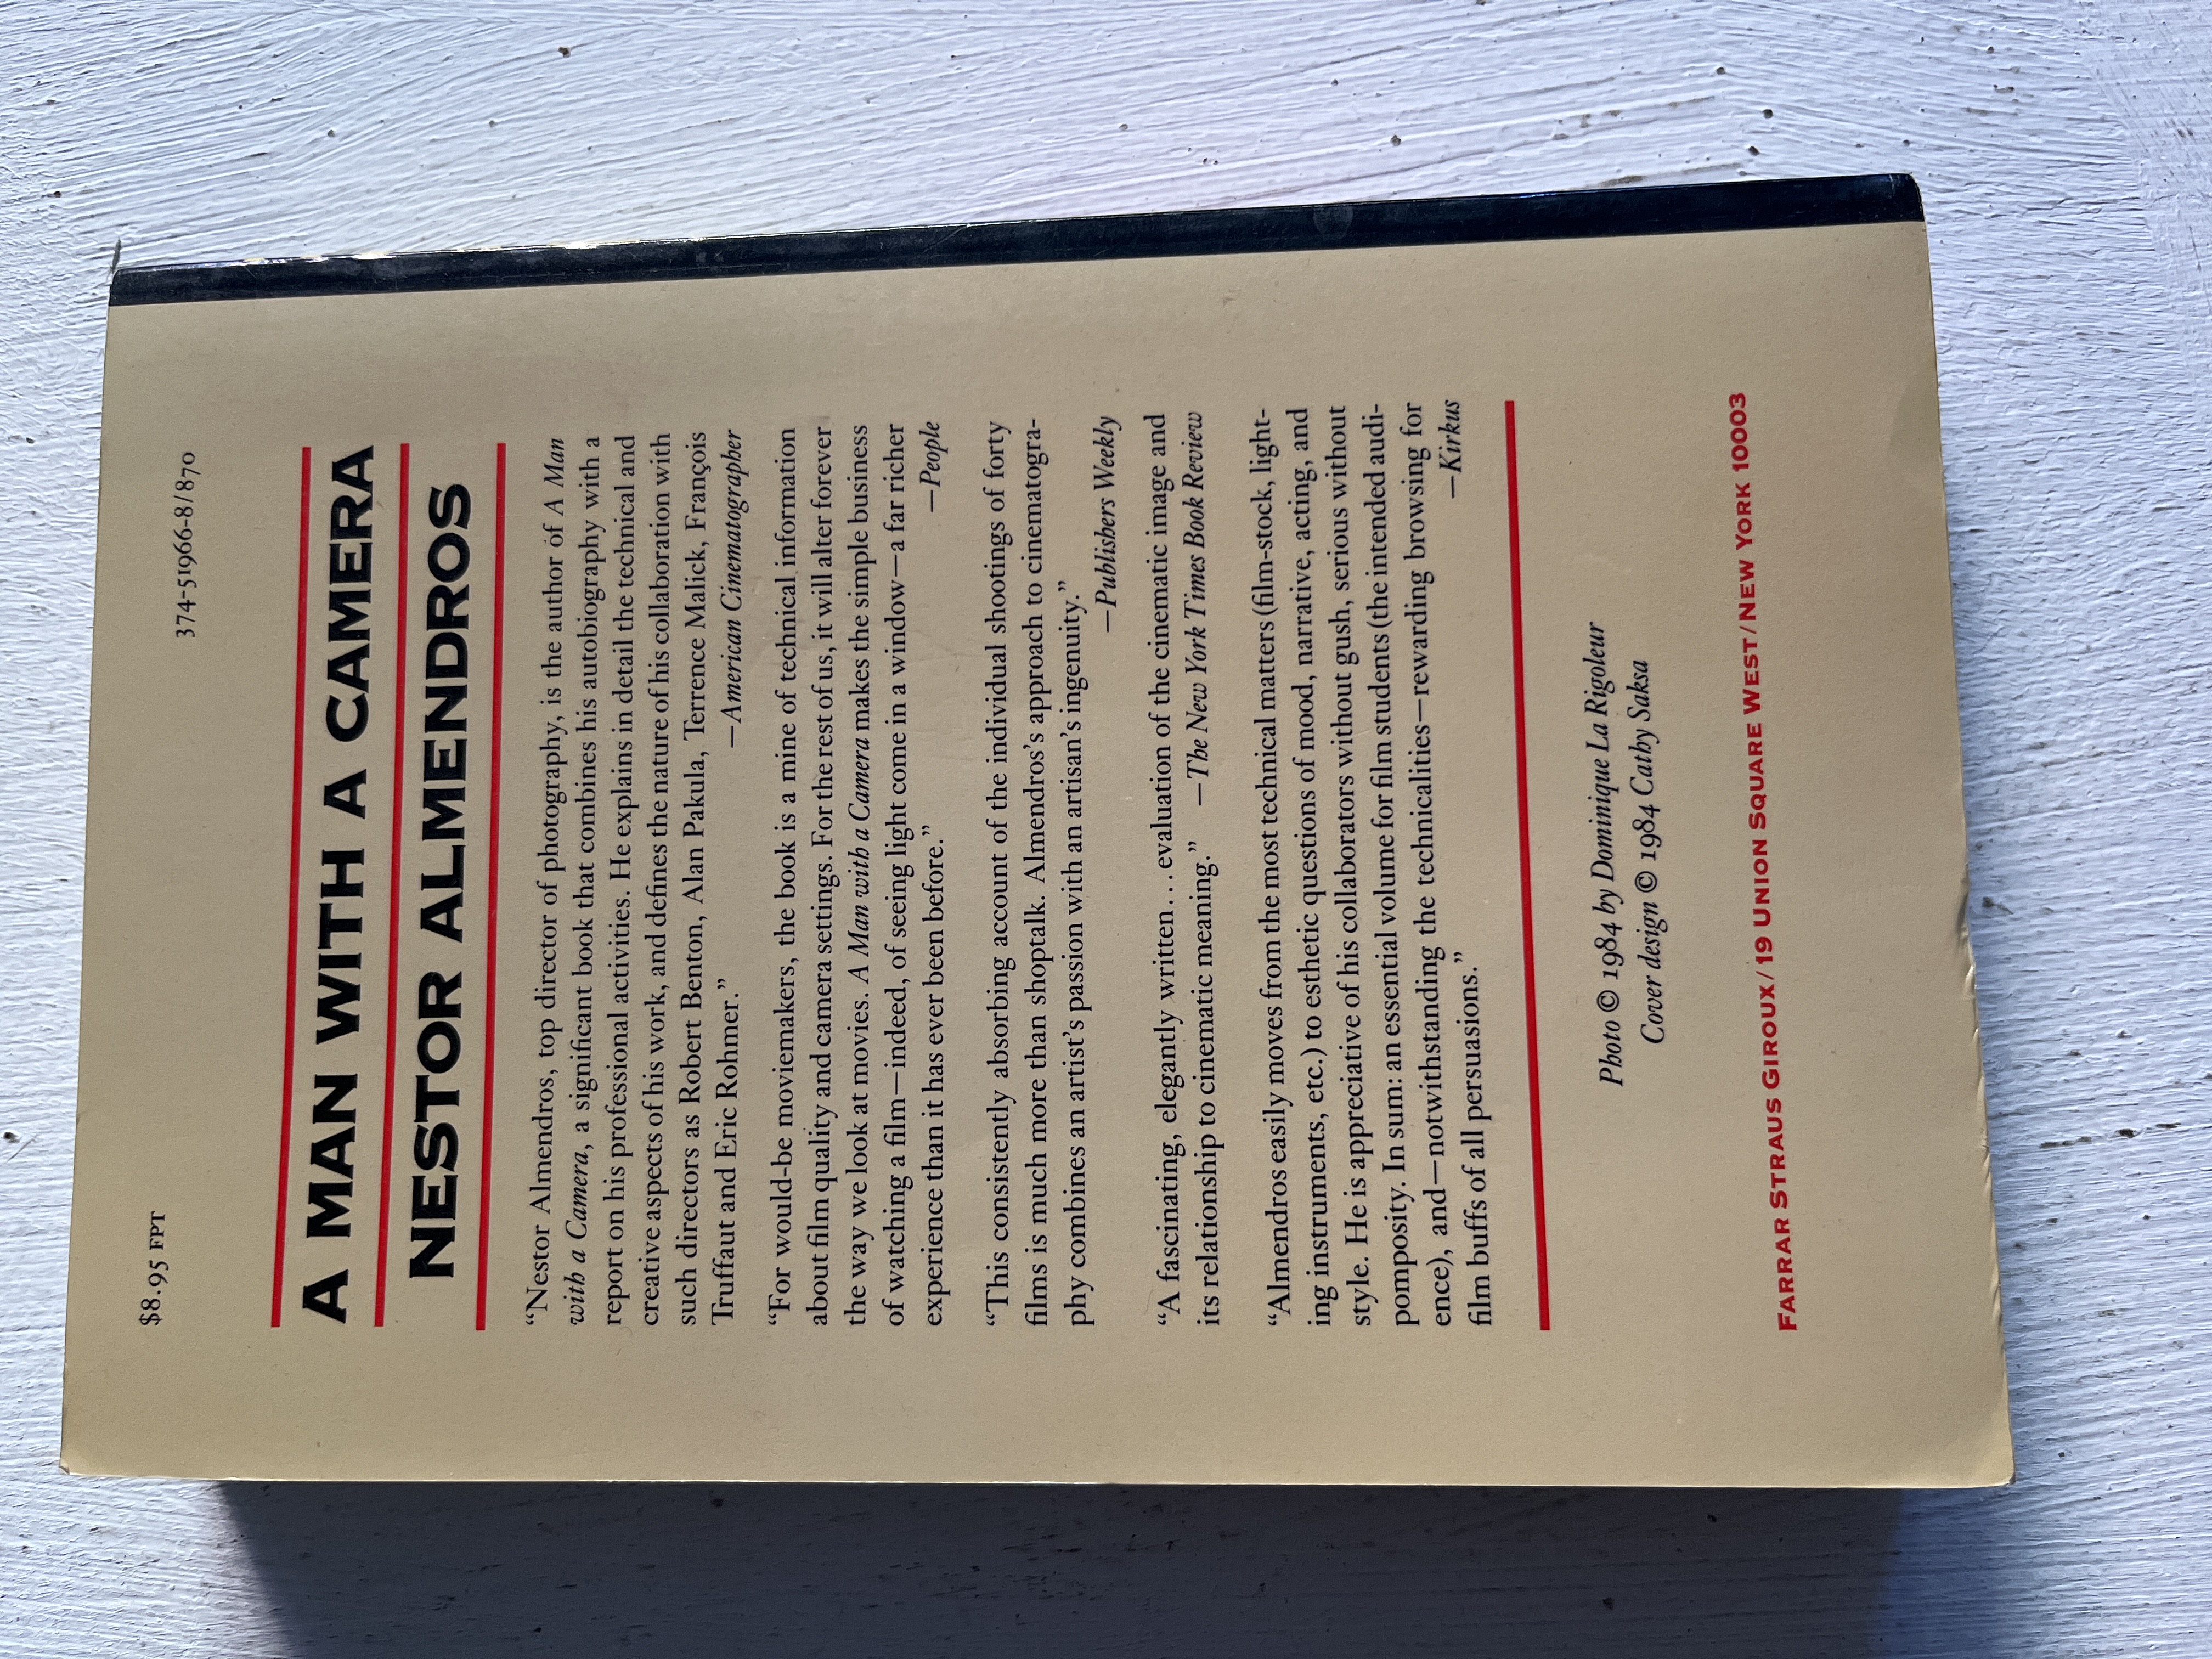 $8.95 FPT
374-51966-8/870
A MAN WITH A CAMERA
NESTOR ALMENDROS
“Nestor Almendros, top director of photography, is the author of A Man
with a Camera, a significant book that combines his autobiography with a
report on his professional activities. He explains in detail the technical and
creative aspects of his work, and defines the nature of his collaboration with
such directors as Robert Benton, Alan Pakula, Terrence Malick, François
Truffaut and Eric Rohmer.”
—American Cinematographer
“For would-be moviemakers, the book is a mine of technical information
about film quality and camera settings. For the rest of us, it will alter forever
the way we look at movies. A Man with a Camera makes the simple business
of watching a film—indeed, of seeing light come in a window—a far richer
experience than it has ever been before.”
—People
“This consistently absorbing account of the individual shootings of forty
films is much more than shoptalk. Almendros’s approach to cinematogra-
phy combines an artist’s passion with an artisan’s ingenuity.”
—Publishers Weekly
“A fascinating, elegantly written...evaluation of the cinematic image and
its relationship to cinematic meaning.” —The New York Times Book Review
“Almendros easily moves from the most technical matters (film-stock, light-
ing instruments, etc.) to esthetic questions of mood, narrative, acting, and
style. He is appreciative of his collaborators without gush, serious without
pomposity. In sum: an essential volume for film students (the intended audi-
ence), and—notwithstanding the technicalities—rewarding browsing for
film buffs of all persuasions.”
—Kirkus
Photo © 1984 by Dominique La Rigoleur
Cover design © 1984 Cathy Saksa
FARRAR STRAUS GIROUX/19 UNION SQUARE WEST/NEW YORK 10003